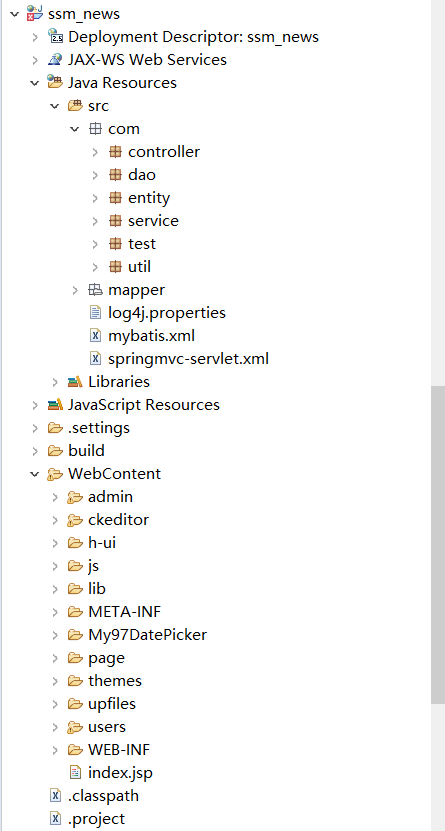 ssm_news
Deployment Descriptor: ssm_news
JAX-WS Web Services
Java Resources
src
com
controller
dao
entity
service
test
util
mapper
log4j.properties
mybatis.xml
springmvc-servlet.xml
Libraries
JavaScript Resources
.settings
build
WebContent
admin
ckeditor
h-ui
js
lib
META-INF
My97DatePicker
page
themes
upfiles
users
WEB-INF
index.jsp
.classpath
.project